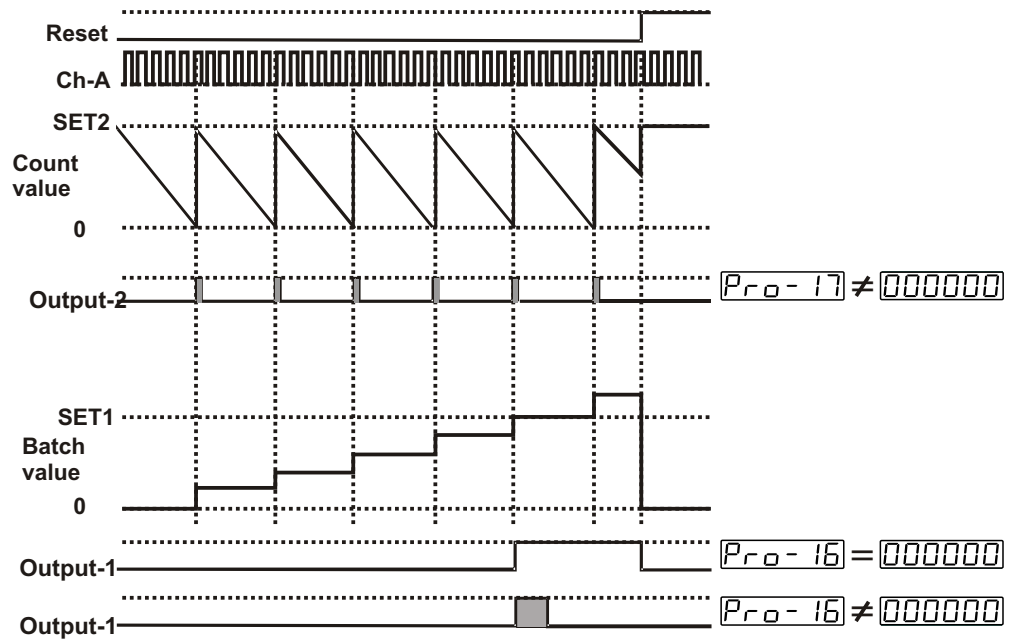 Reset
Ch-A
SET2
Count
value
0
Output-2
Pro-17 ≠ 000000
SET1
Batch
value
0
Output-1
Pro-16 = 000000
Output-1
Pro-16 ≠ 000000